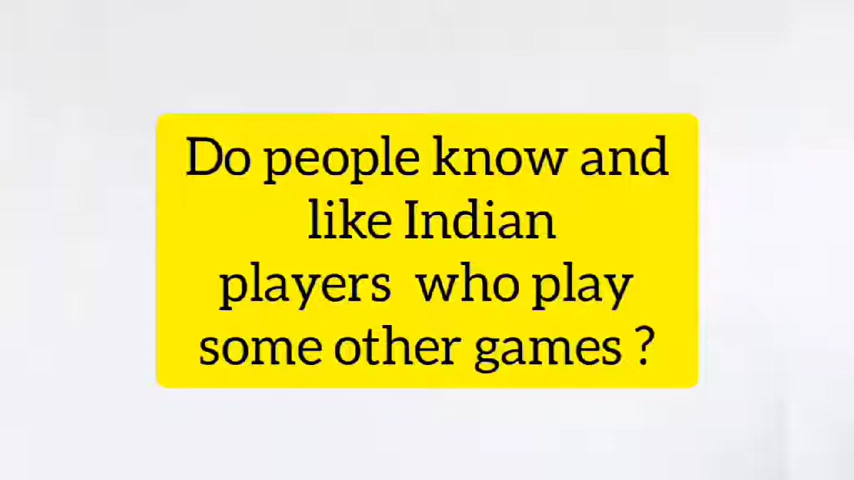 Do people know and
like Indian
players  who play
some other games ?